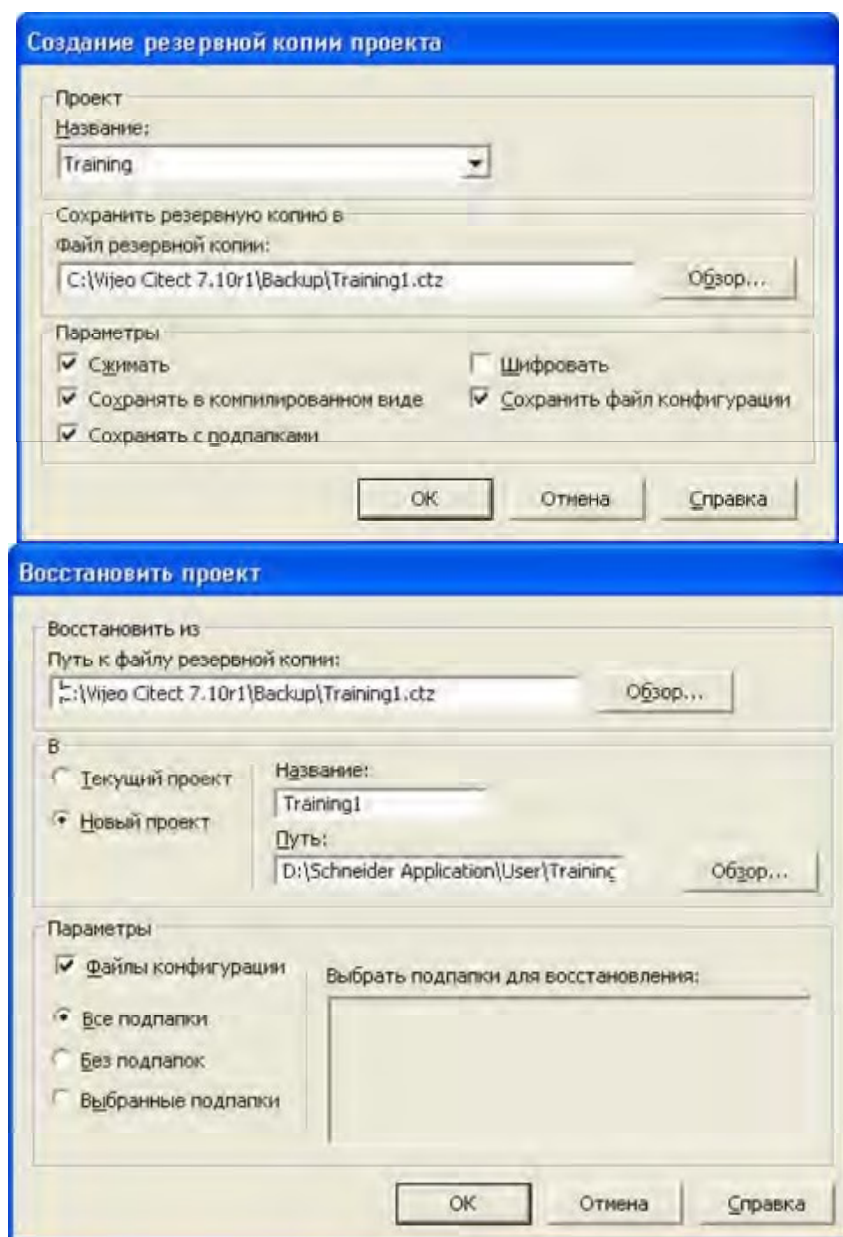 Создание резервной копии проекта
Проект
Название:
Training
Сохранить резервную копию в
Файл резервной копии:
C:\Vijeo Citect 7.10r1\Backup\Training1.ctz
Обзор...
Параметры
Сжимать
Шифровать
Сохранять в компилированном виде
Сохранить файл конфигурации
Сохранять с подпапками
ОК
Отмена
Справка
Восстановить проект
Восстановить из
Путь к файлу резервной копии:
C:\Vijeo Citect 7.10r1\Backup\Training1.ctz
Обзор...
В
Текущий проект
Новый проект
Название:
Training1
Путь:
D:\Schneider Application\User\Training
Обзор...
Параметры
Файлы конфигурации
Все подпапки
Без подпапок
Выбранные подпапки
Выбрать подпапки для восстановления:
ОК
Отмена
Справка